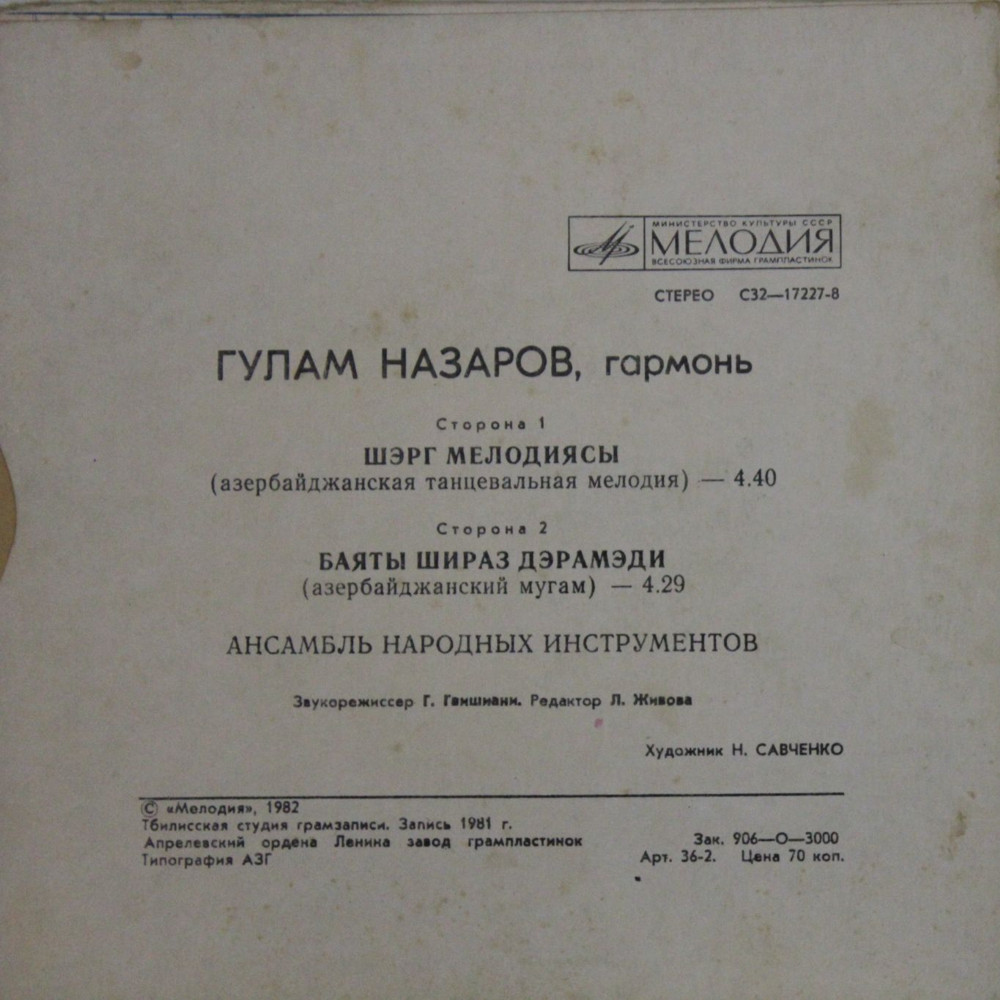 МИНИСТЕРСТВО КУЛЬТУРЫ СССР
МЕЛОДИЯ
ВСЕСОЮЗНАЯ ФИРМА ГРАМПЛАСТИНОК
СТЕРЕО С32—17227-8
ГУЛАМ НАЗАРОВ, гармонь
Сторона 1
ШЭРГ МЕЛОДИЯСЫ
(азербайджанская танцевальная мелодия) — 4.40
Сторона 2
БАЯТЫ ШИРАЗ ДЭРАМЭДИ
(азербайджанский мугам) — 4.29
АНСАМБЛЬ НАРОДНЫХ ИНСТРУМЕНТОВ
Звукорежиссер Г. Гвишиани. Редактор Л. Живова
Художник Н. САВЧЕНКО
© «Мелодия», 1982
Тбилисская студия грамзаписи. Запись 1981 г.
Апрелевский ордена Ленина завод грампластинок
Типография АЗГ
Зак. 906—О—3000
Арт. 36-2. Цена 70 коп.